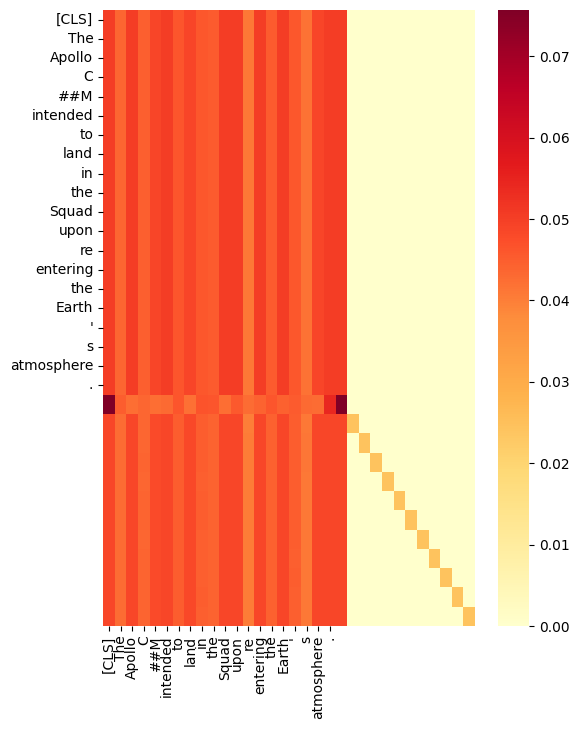 [CLS]
The
Apollo
C
##M
intended
to
land
in
the
Squad
upon
re
entering
the
Earth
'
s
atmosphere
.
0.07
0.06
0.05
0.04
0.03
0.02
0.01
0.00
[CLS]
The
Apollo
C
##M
intended
to
land
in
the
Squad
upon
re
entering
the
Earth
'
s
atmosphere
.